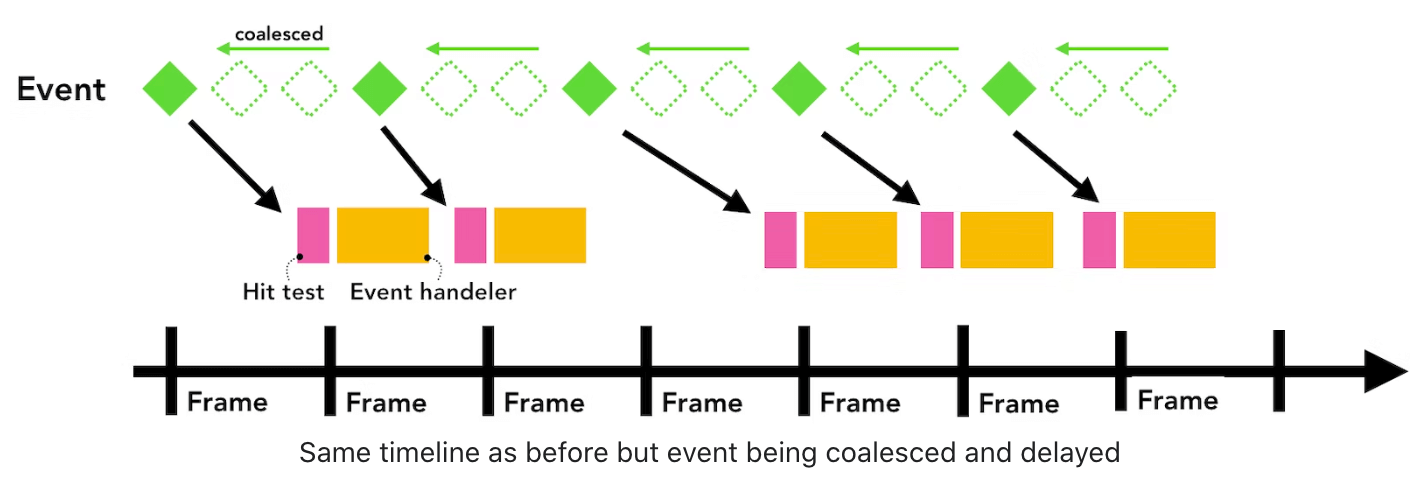 coalesced
Event
Hit test Event handeler
Frame Frame Frame Frame Frame Frame Frame
Same timeline as before but event being coalesced and delayed